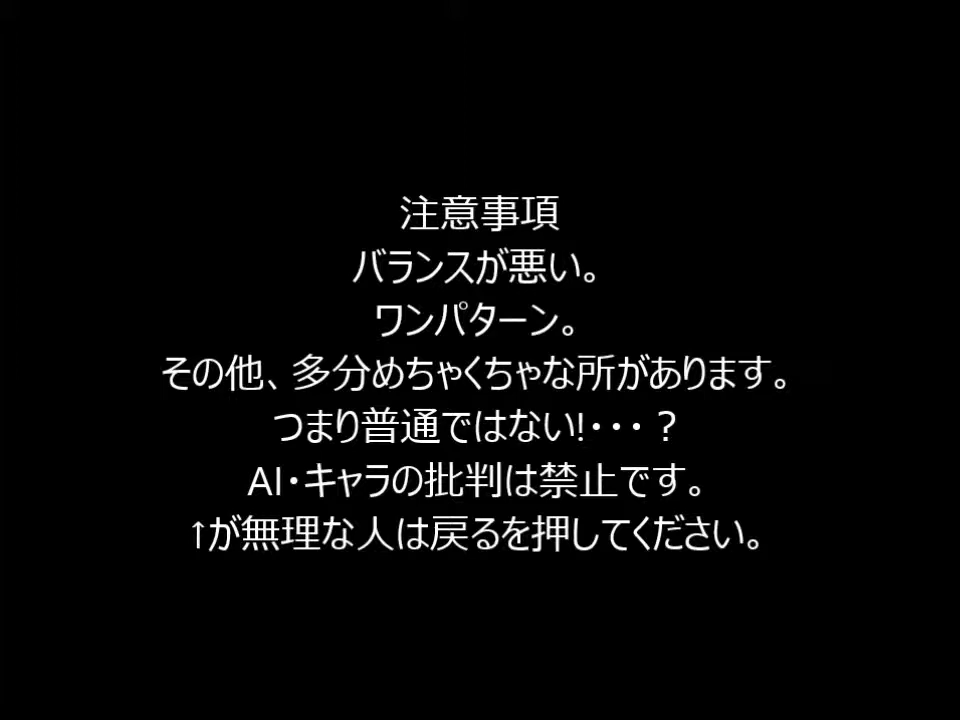 注意事項
バランスが悪い。
ワンパターン。
その他、多分めちゃくちゃな所があります。
つまり普通ではない!・・・？
AI・キャラの批判は禁止です。
↑が無理な人は戻るを押してください。